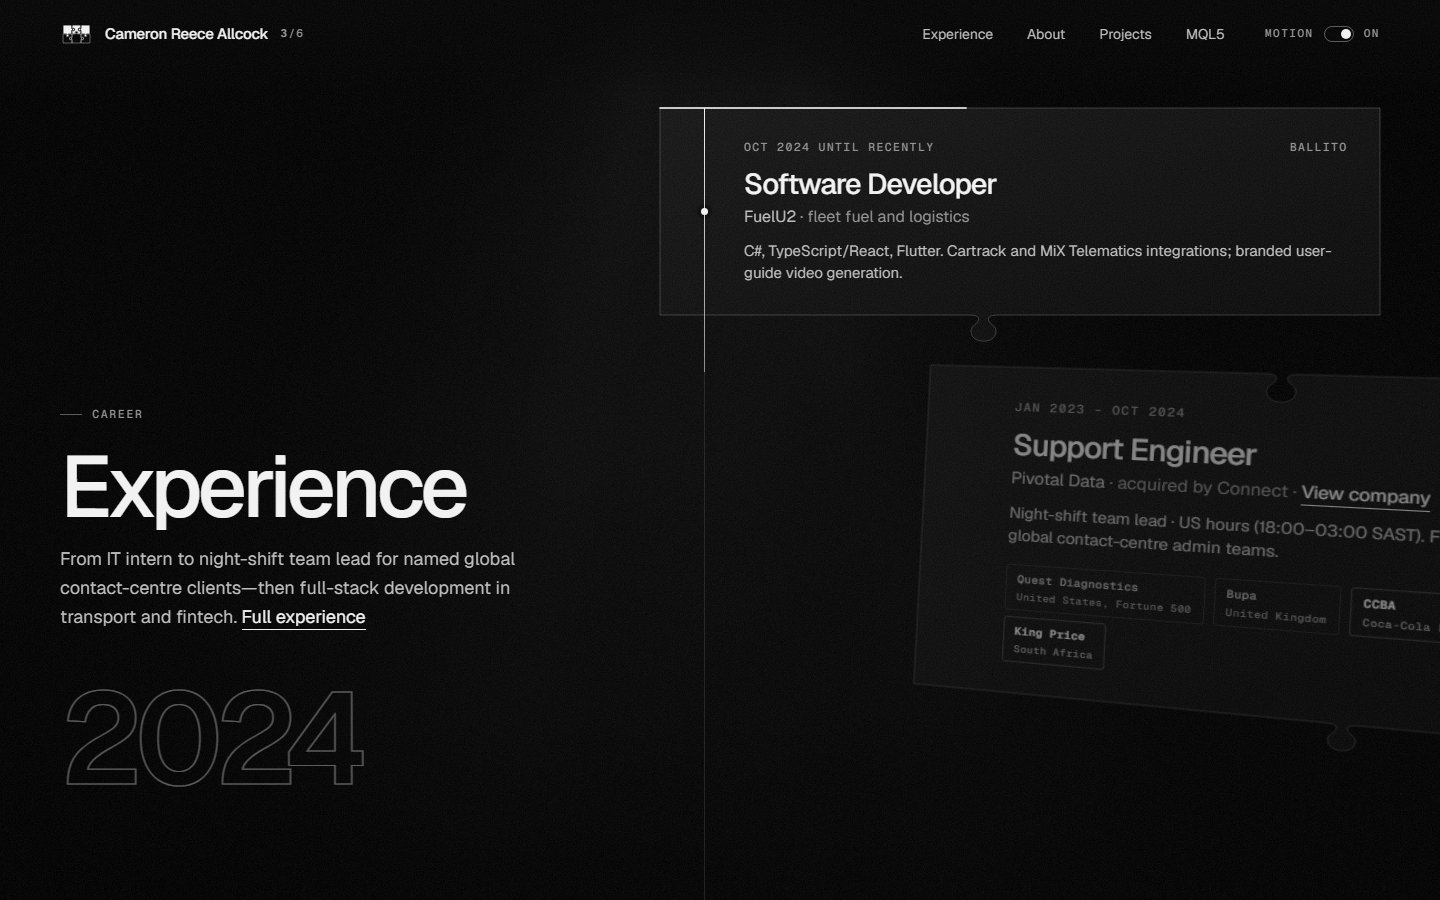 Cameron Reece Allcock 3/6
Experience About Projects MQL5 MOTION ON
OCT 2024 UNTIL RECENTLY BALLITO
Software Developer
FuelU2 · fleet fuel and logistics
C#, TypeScript/React, Flutter. Cartrack and MiX Telematics integrations; branded user-
guide video generation.
CAREER
Experience
From IT intern to night-shift team lead for named global
contact-centre clients—then full-stack development in
transport and fintech. Full experience
2024
JAN 2023 – OCT 2024
Support Engineer
Pivotal Data · acquired by Connect · View company
Night-shift team lead · US hours (18:00–03:00 SAST). F
global contact-centre admin teams.
Quest Diagnostics
United States, Fortune 500
Bupa
United Kingdom
CCBA
Coca-Cola
King Price
South Africa